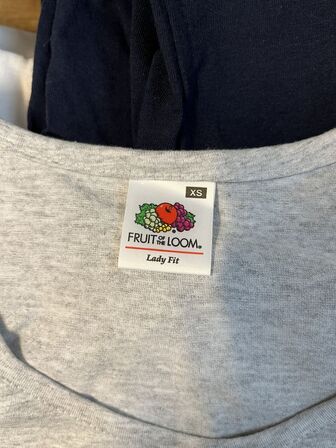 XS
FRUIT OF THE LOOM®
Lady Fit